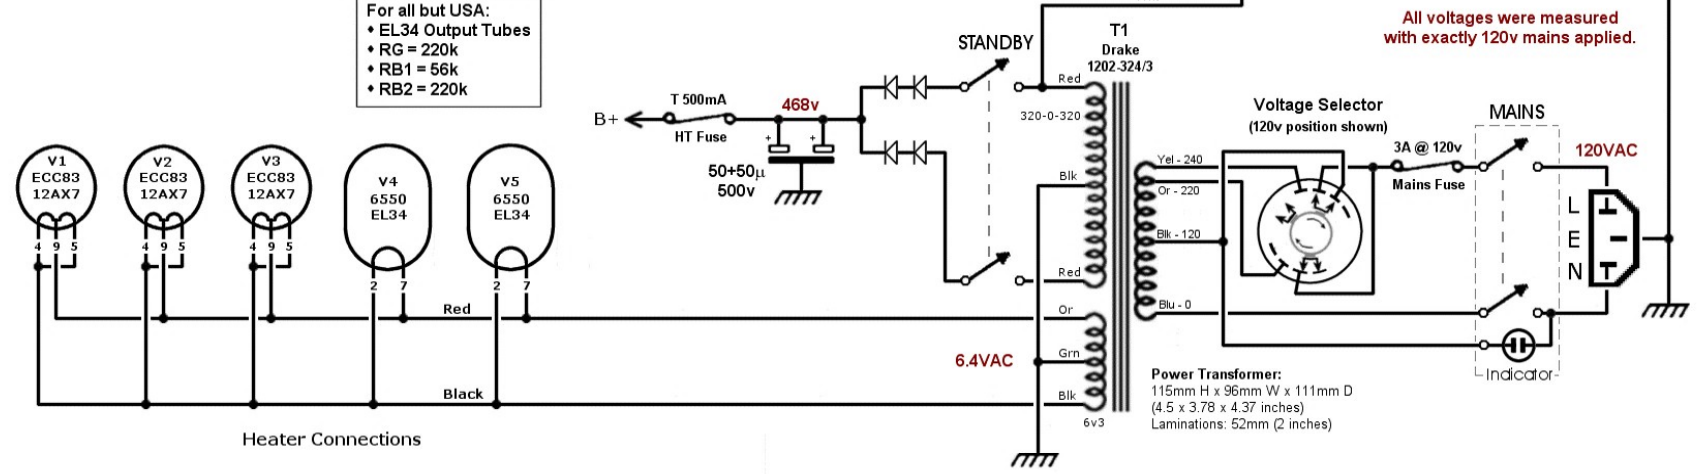 For all but USA:
♦ EL34 Output Tubes
♦ RG = 220k
♦ RB1 = 56k
♦ RB2 = 220k
All voltages were measured
with exactly 120v mains applied.
STANDBY
T1
Drake
1202-324/3
Red
320-0-320
Blk
Red
Or
Grn
Blk
6v3
T 500mA
HT Fuse
B+
468v
+
+
50+50µ
500v
Voltage Selector
(120v position shown)
Yel - 240
Or - 220
Blk - 120
Blu - 0
3A @ 120v
Mains Fuse
MAINS
120VAC
L
E
N
Indicator
V1
ECC83
12AX7
4 9 5
V2
ECC83
12AX7
4 9 5
V3
ECC83
12AX7
4 9 5
V4
6550
EL34
2 7
V5
6550
EL34
2 7
Red
6.4VAC
Black
Heater Connections
Power Transformer:
115mm H x 96mm W x 111mm D
(4.5 x 3.78 x 4.37 inches)
Laminations: 52mm (2 inches)